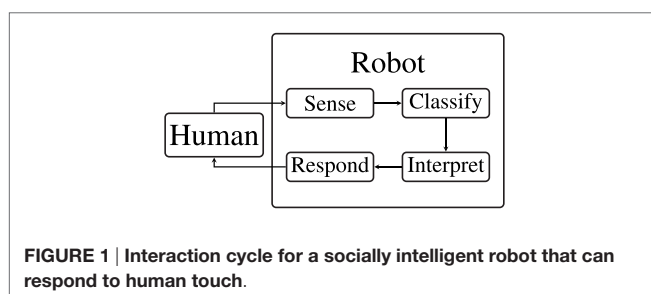 Robot
Sense
Classify
Human
Respond
Interpret
FIGURE 1 | Interaction cycle for a socially intelligent robot that can
respond to human touch.